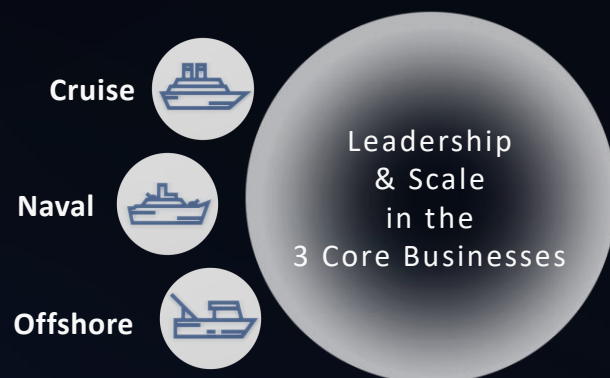 Cruise
Naval
Offshore
Leadership
& Scale
in the
3 Core Businesses